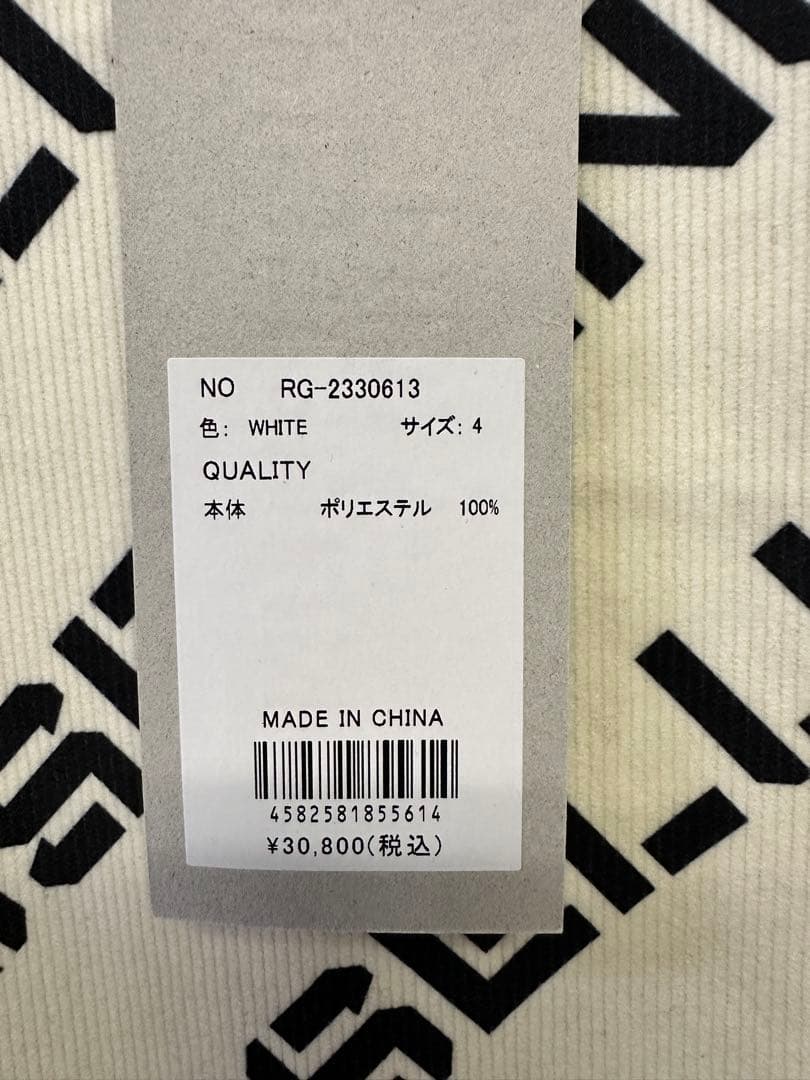 NO RG-2330613
色: WHITE サイズ: 4
QUALITY
本体 ポリエステル 100%
MADE IN CHINA
4582581855614
¥30,800(税込)